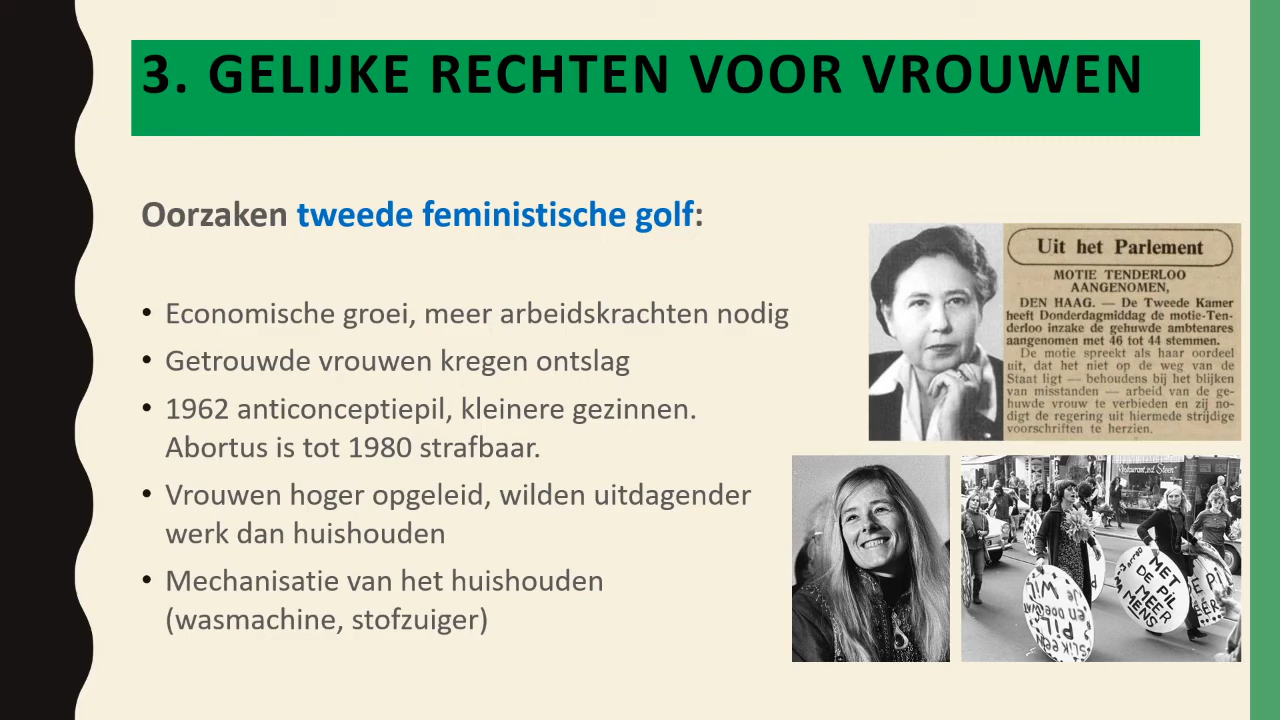 3. GELIJKE RECHTEN VOOR VROUWEN
Oorzaken tweede feministische golf:
• Economische groei, meer arbeidskrachten nodig
• Getrouwde vrouwen kregen ontslag
• 1962 anticonceptiepil, kleinere gezinnen.
Abortus is tot 1980 strafbaar.
• Vrouwen hoger opgeleid, wilden uitdagender
werk dan huishouden
• Mechanisatie van het huishouden
(wasmachine, stofzuiger)
Uit het Parlement
MOTIE TENDERLOO
AANGENOMEN,
DEN HAAG. — De Tweede Kamer
heeft Donderdagmiddag de motie-Ten-
derloo inzake de gehuwde ambtenares
aangenomen met 46 tot 44 stemmen.
De motie spreekt als haar oordeel
uit, dat het niet op de weg van de
Staat ligt — behoudens bij het blijken
van misstanden — arbeid van de ge-
huwde vrouw te verbieden en zij no-
digt de regering uit hiermede strijdige
voorschriften te herzien.
MET
DE PIL
MEER
MENS